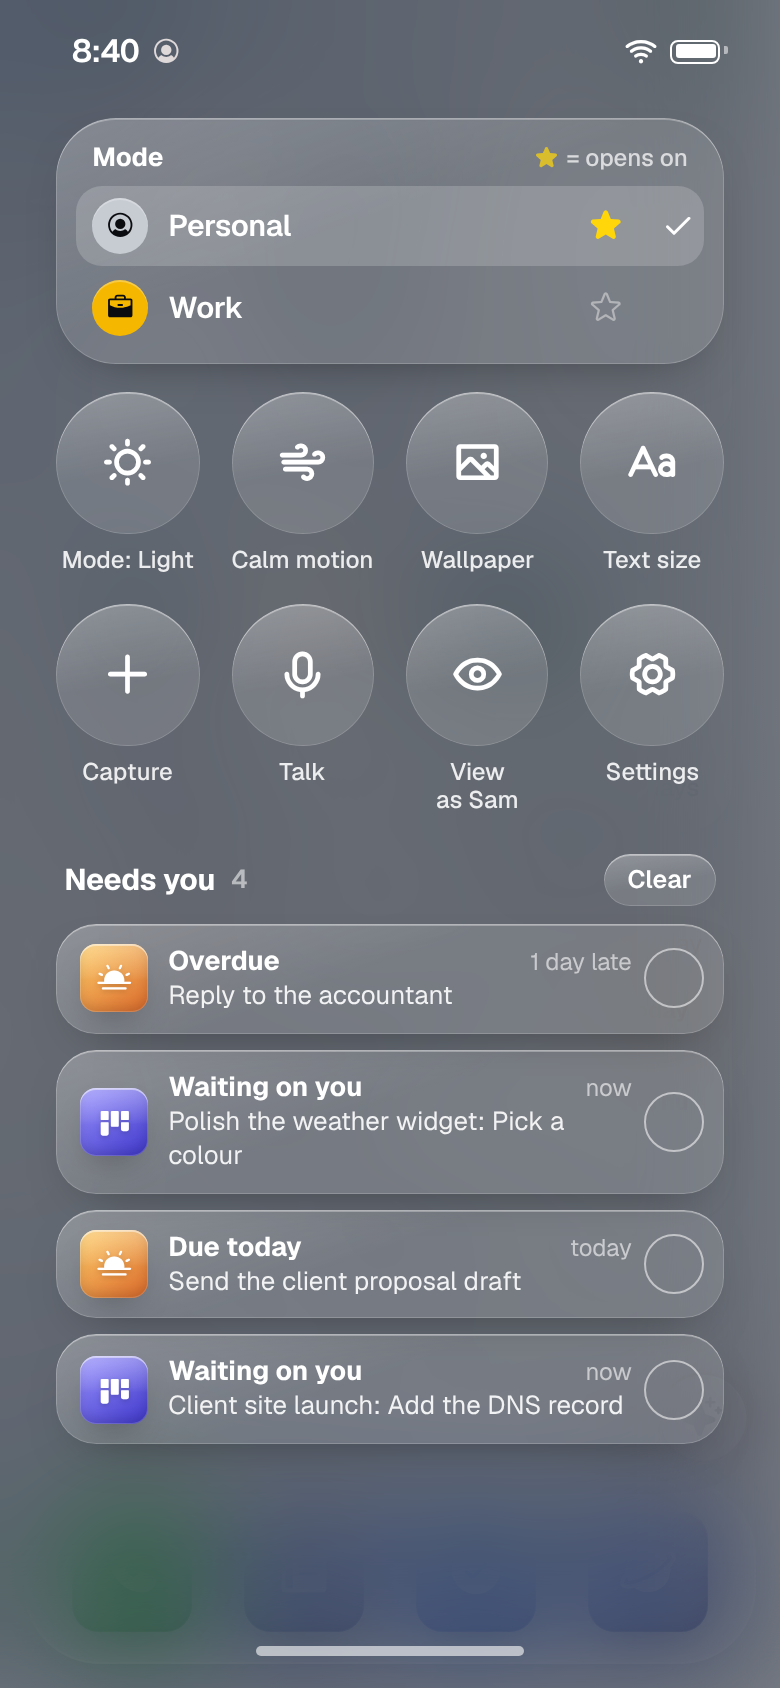 8:40
Mode
= opens on
Personal
Work
Aa
Mode: Light
Calm motion
Wallpaper
Text size
Capture
Talk
View
as Sam
Settings
Needs you 4
Clear
Overdue
1 day late
Reply to the accountant
Waiting on you
now
Polish the weather widget: Pick a
colour
Due today
today
Send the client proposal draft
Waiting on you
now
Client site launch: Add the DNS record